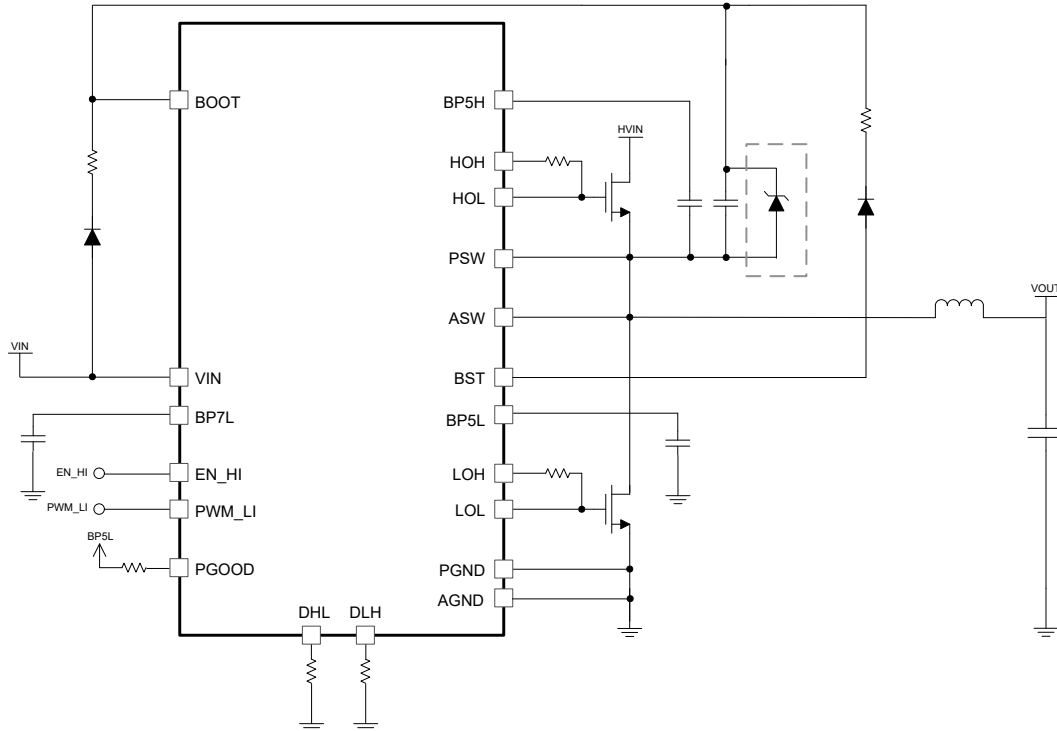 BOOT
BP5H
HVIN
HOH
HOL
PSW
ASW
VOUT
VIN
VIN
BST
BP7L
BP5L
EN_HI
EN_HI
LOH
PWM_LI
PWM_LI
LOL
BP5L
PGOOD
PGND
AGND
DHL
DLH